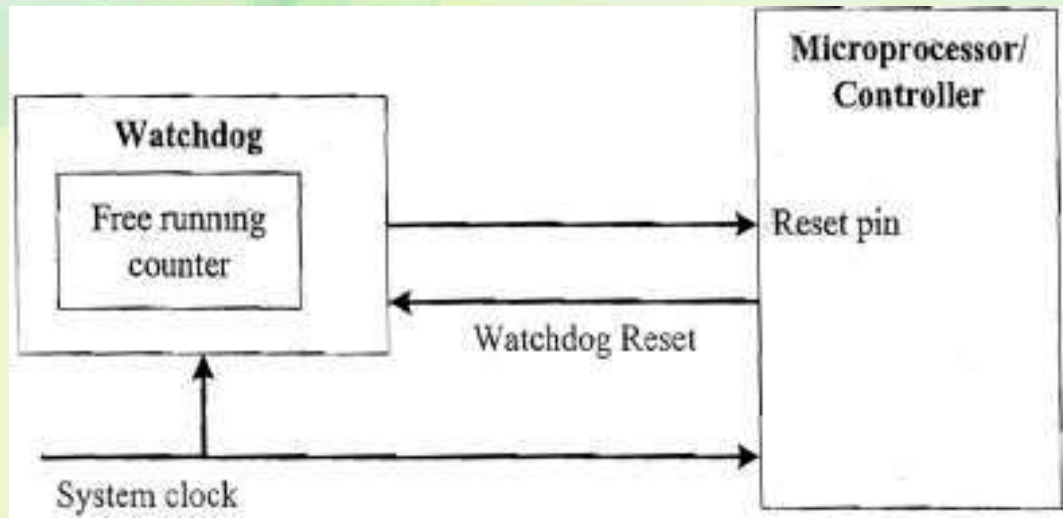 Microprocessor/
Controller
Watchdog
Free running
counter
Reset pin
Watchdog Reset
System clock